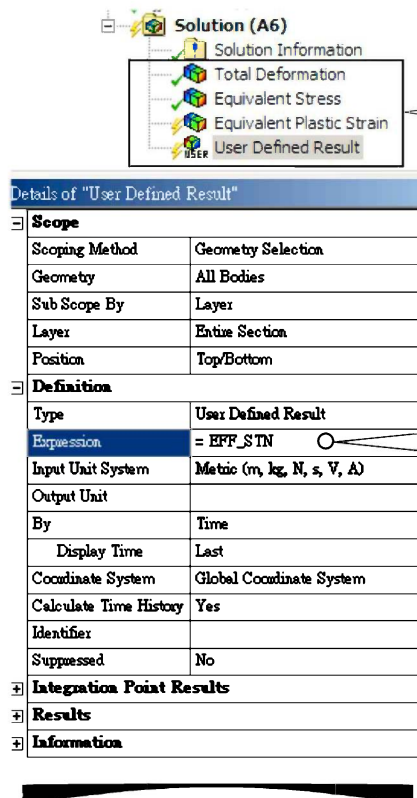 Solution (A6)
Solution Information
Total Deformation
Equivalent Stress
Equivalent Plastic Strain
USER User Defined Result
Details of "User Defined Result"
Scope
Scoping Method Geometry Selection
Geometry All Bodies
Sub Scope By Layer
Layer Entire Section
Position Top/Bottom
Definition
Type User Defined Result
Expression = EFF_STN
Input Unit System Metric (m, kg, N, s, V, A)
Output Unit
By Time
Display Time Last
Coordinate System Global Coordinate System
Calculate Time History Yes
Identifier
Suppressed No
Integration Point Results
Results
Information